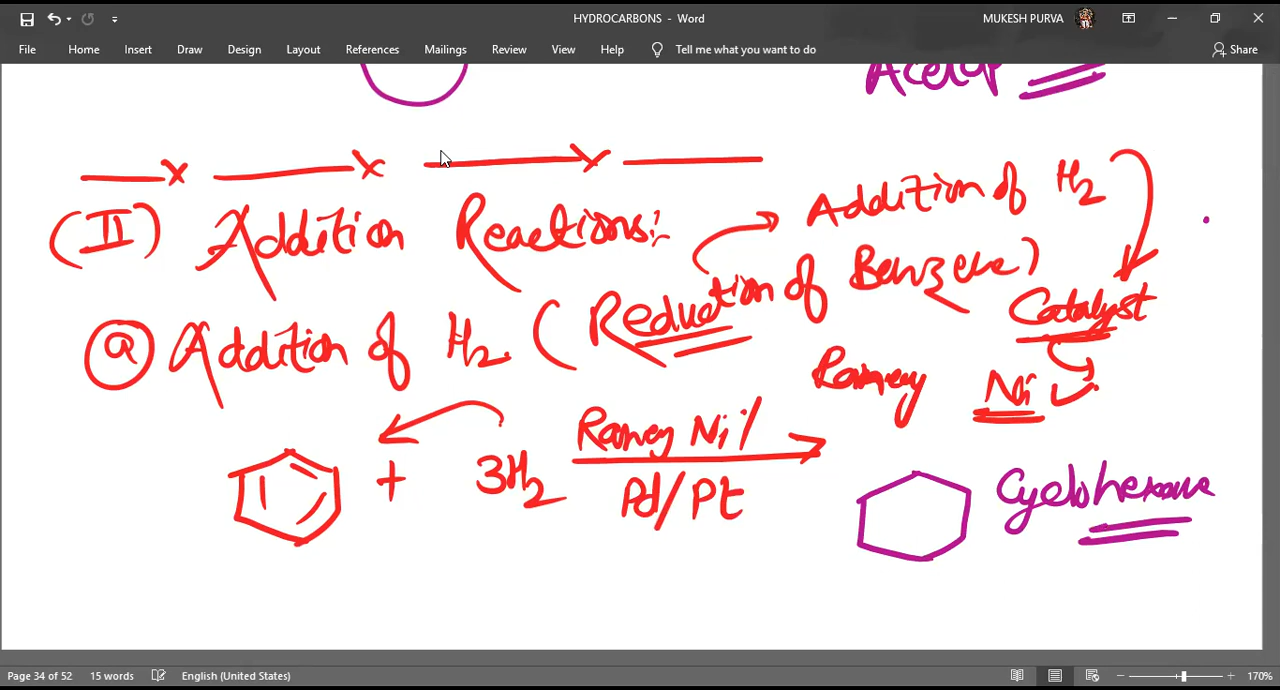 HYDROCARBONS - Word
MUKESH PURVA
File Home Insert Draw Design Layout References Mailings Review View Help Tell me what you want to do Share
(II) Addition Reactions:
Addition of H2
(a) Addition of H2. (Reduction of Benzene)
Catalyst
Raney Ni
+ 3H2 Raney Ni/
Pd/Pt
Cyclohexane
Page 34 of 52 15 words English (United States) 170%